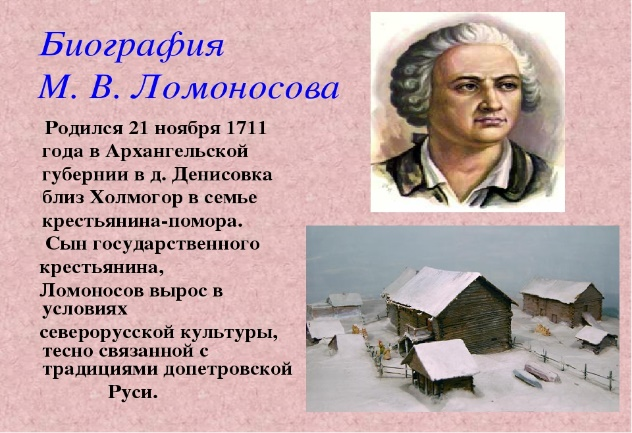 Биография
М. В. Ломоносова
Родился 21 ноября 1711
года в Архангельской
губернии в д. Денисовка
близ Холмогор в семье
крестьянина-помора.
Сын государственного
крестьянина,
Ломоносов вырос в
условиях
северорусской культуры,
тесно связанной с
традициями допетровской
Руси.